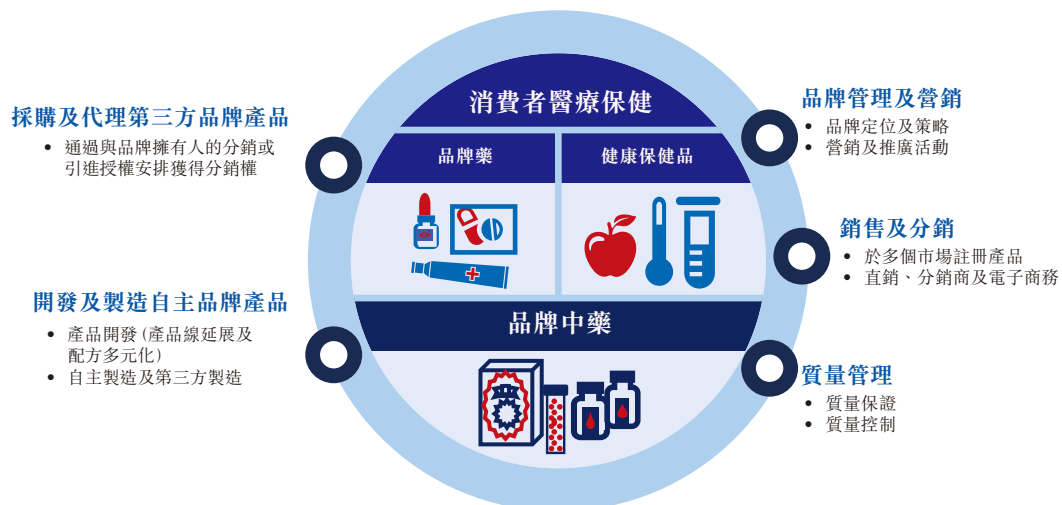 消費者醫療保健
品牌藥
健康保健品
品牌中藥
採購及代理第三方品牌產品
• 通過與品牌擁有人的分銷或
引進授權安排獲得分銷權
開發及製造自主品牌產品
• 產品開發 (產品線延展及
配方多元化)
• 自主製造及第三方製造
品牌管理及營銷
• 品牌定位及策略
• 營銷及推廣活動
銷售及分銷
• 於多個市場註冊產品
• 直銷、分銷商及電子商務
質量管理
• 質量保證
• 質量控制